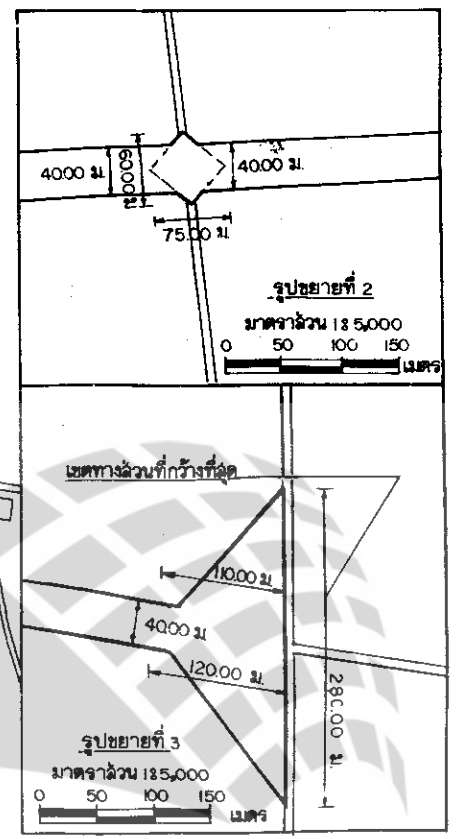 40.00 ม.
60.00 ม.
40.00 ม.
75.00 ม.
รูปขยายที่ 2
มาตราส่วน 1:5,000
0 50 100 150
เมตร
เขตทางส่วนที่กว้างที่สุด
110.00 ม.
40.00 ม.
120.00 ม.
280.00 ม.
รูปขยายที่ 3
มาตราส่วน 1:5,000
0 50 100 150
เมตร